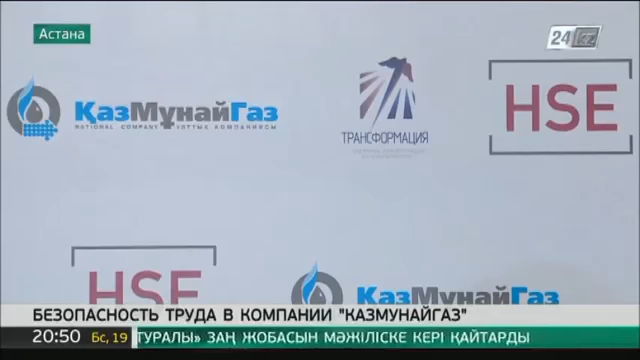 Астана
24 kz
ҚазМұнайГаз
NATIONAL COMPANY ҰЛТТЫҚ КОМПАНИЯСЫ
ТРАНСФОРМАЦИЯ
HSE
HSE
ҚазМұнайГаз
БЕЗОПАСНОСТЬ ТРУДА В КОМПАНИИ "КАЗМУНАЙГАЗ"
20:50 Бс, 19 ТУРАЛЫ» ЗАҢ ЖОБАСЫН МӘЖІЛІСКЕ КЕРІ ҚАЙТАРДЫ